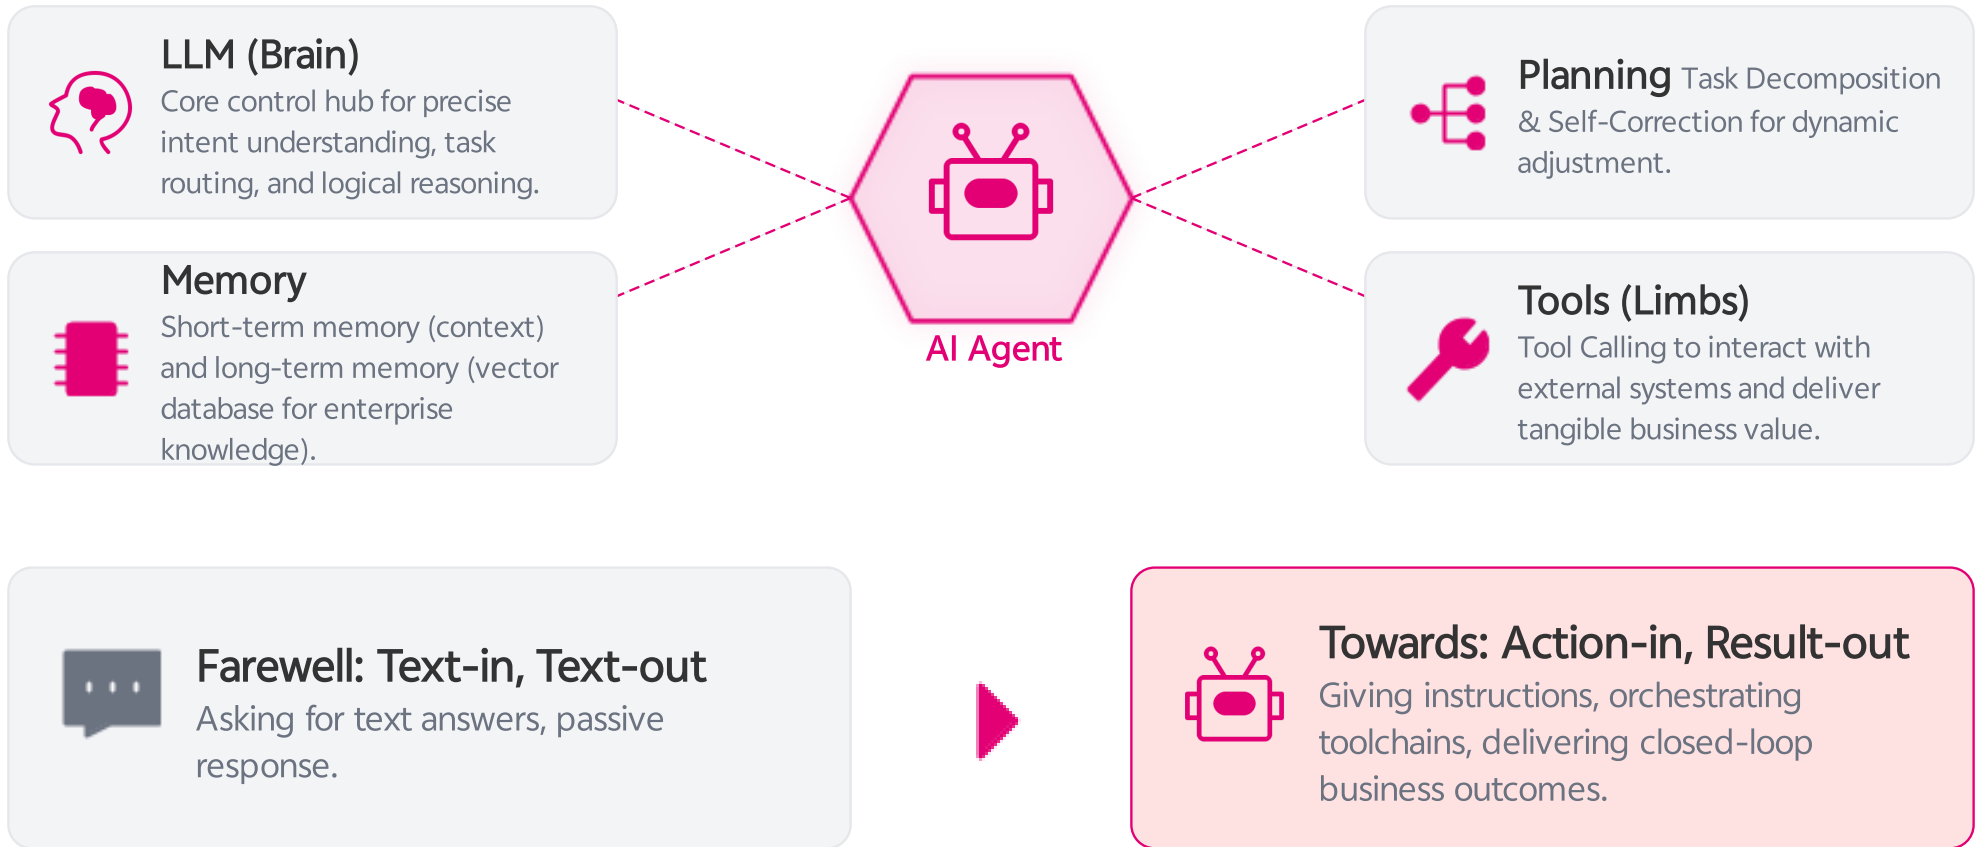 LLM (Brain)
Core control hub for precise
intent understanding, task
routing, and logical reasoning.
Memory
Short-term memory (context)
and long-term memory (vector
database for enterprise
knowledge).
AI Agent
Planning Task Decomposition
& Self-Correction for dynamic
adjustment.
Tools (Limbs)
Tool Calling to interact with
external systems and deliver
tangible business value.
Farewell: Text-in, Text-out
Asking for text answers, passive
response.
Towards: Action-in, Result-out
Giving instructions, orchestrating
toolchains, delivering closed-loop
business outcomes.